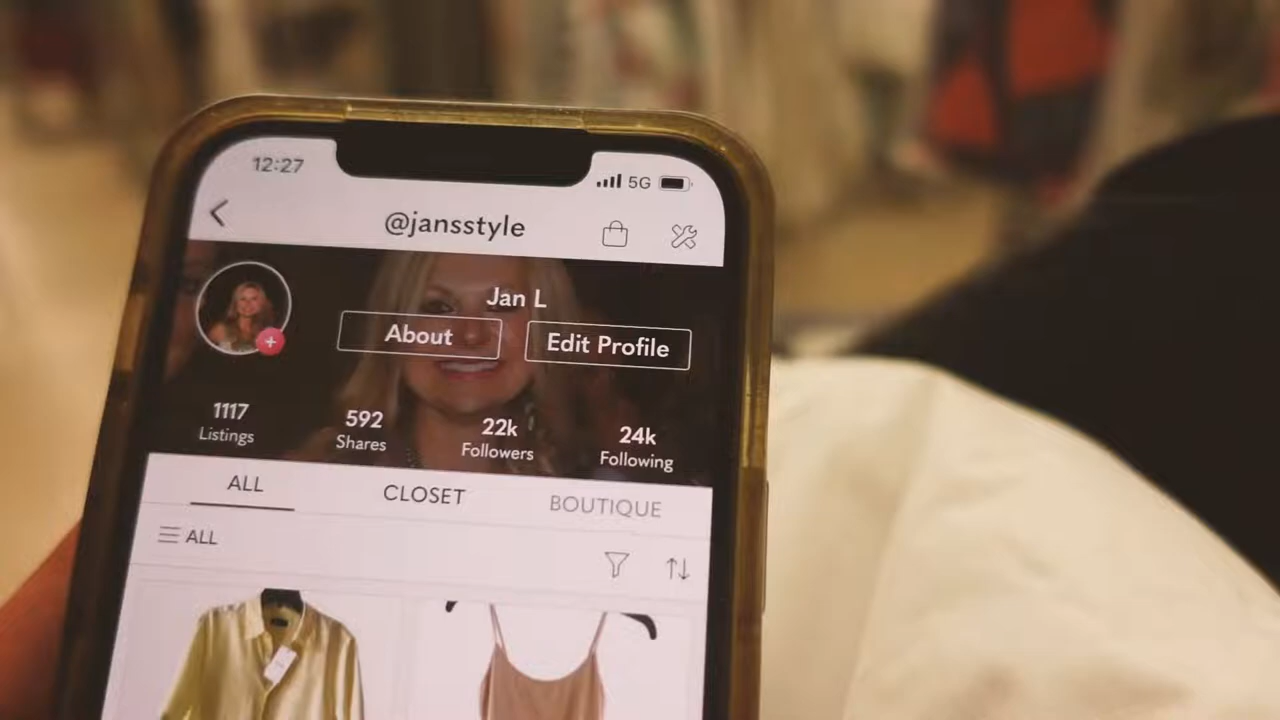 12:27 5G
@jansstyle
Jan L
About Edit Profile
1117 592 22k 24k
Listings Shares Followers Following
ALL CLOSET BOUTIQUE
ALL